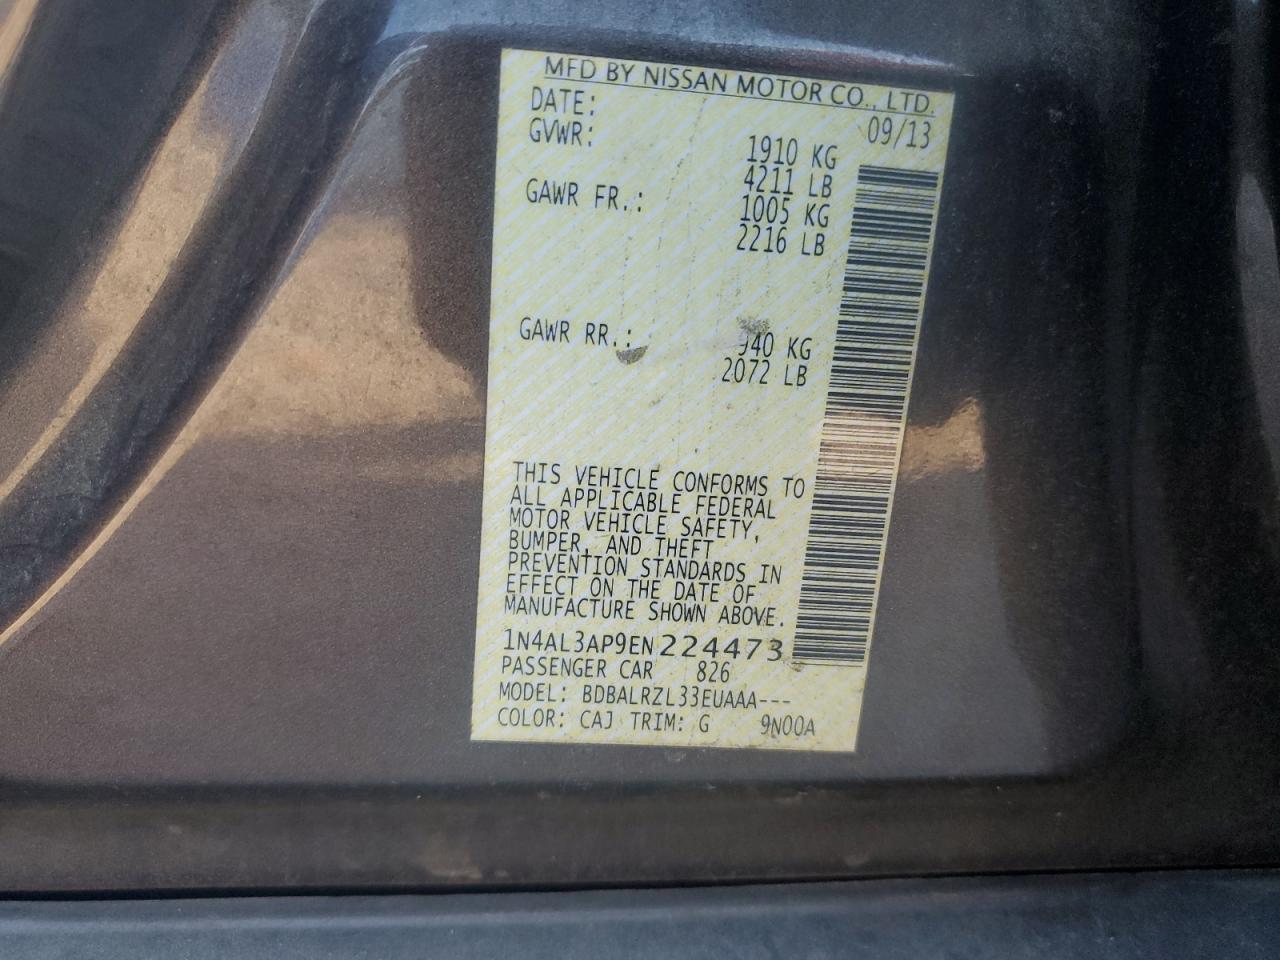 MFD BY NISSAN MOTOR CO., LTD.
DATE: 09/13
GVWR: 1910 KG
4211 LB
GAWR FR.: 1005 KG
2216 LB
GAWR RR.: 940 KG
2072 LB
THIS VEHICLE CONFORMS TO
ALL APPLICABLE FEDERAL
MOTOR VEHICLE SAFETY,
BUMPER, AND THEFT
PREVENTION STANDARDS IN
EFFECT ON THE DATE OF
MANUFACTURE SHOWN ABOVE.
1N4AL3AP9EN224473
PASSENGER CAR 826
MODEL: BDBALRZL33EUAAA---
COLOR: CAJ TRIM: G 9N00A